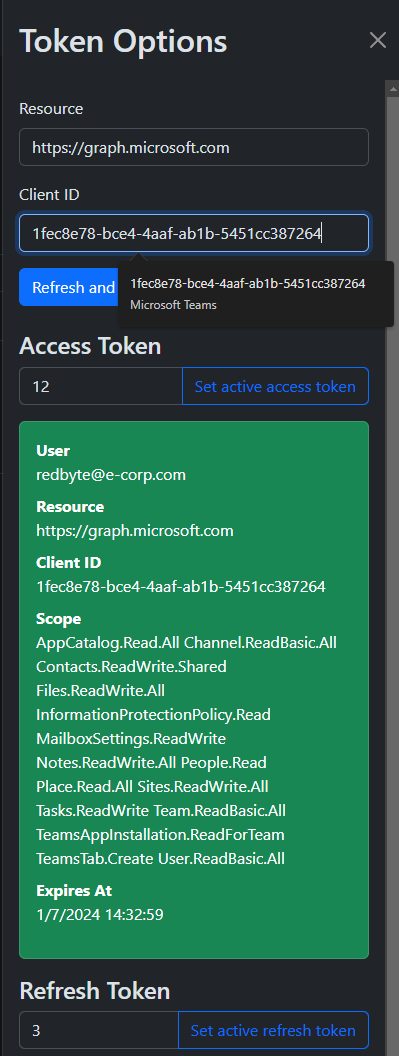 Token Options
Resource
https://graph.microsoft.com
Client ID
1fec8e78-bce4-4aaf-ab1b-5451cc387264
Refresh and
1fec8e78-bce4-4aaf-ab1b-5451cc387264
Microsoft Teams
Access Token
12
Set active access token
User
redbyte@e-corp.com
Resource
https://graph.microsoft.com
Client ID
1fec8e78-bce4-4aaf-ab1b-5451cc387264
Scope
AppCatalog.Read.All Channel.ReadBasic.All
Contacts.ReadWrite.Shared
Files.ReadWrite.All
InformationProtectionPolicy.Read
MailboxSettings.ReadWrite
Notes.ReadWrite.All People.Read
Place.Read.All Sites.ReadWrite.All
Tasks.ReadWrite Team.ReadBasic.All
TeamsAppInstallation.ReadForTeam
TeamsTab.Create User.ReadBasic.All
Expires At
1/7/2024 14:32:59
Refresh Token
3
Set active refresh token